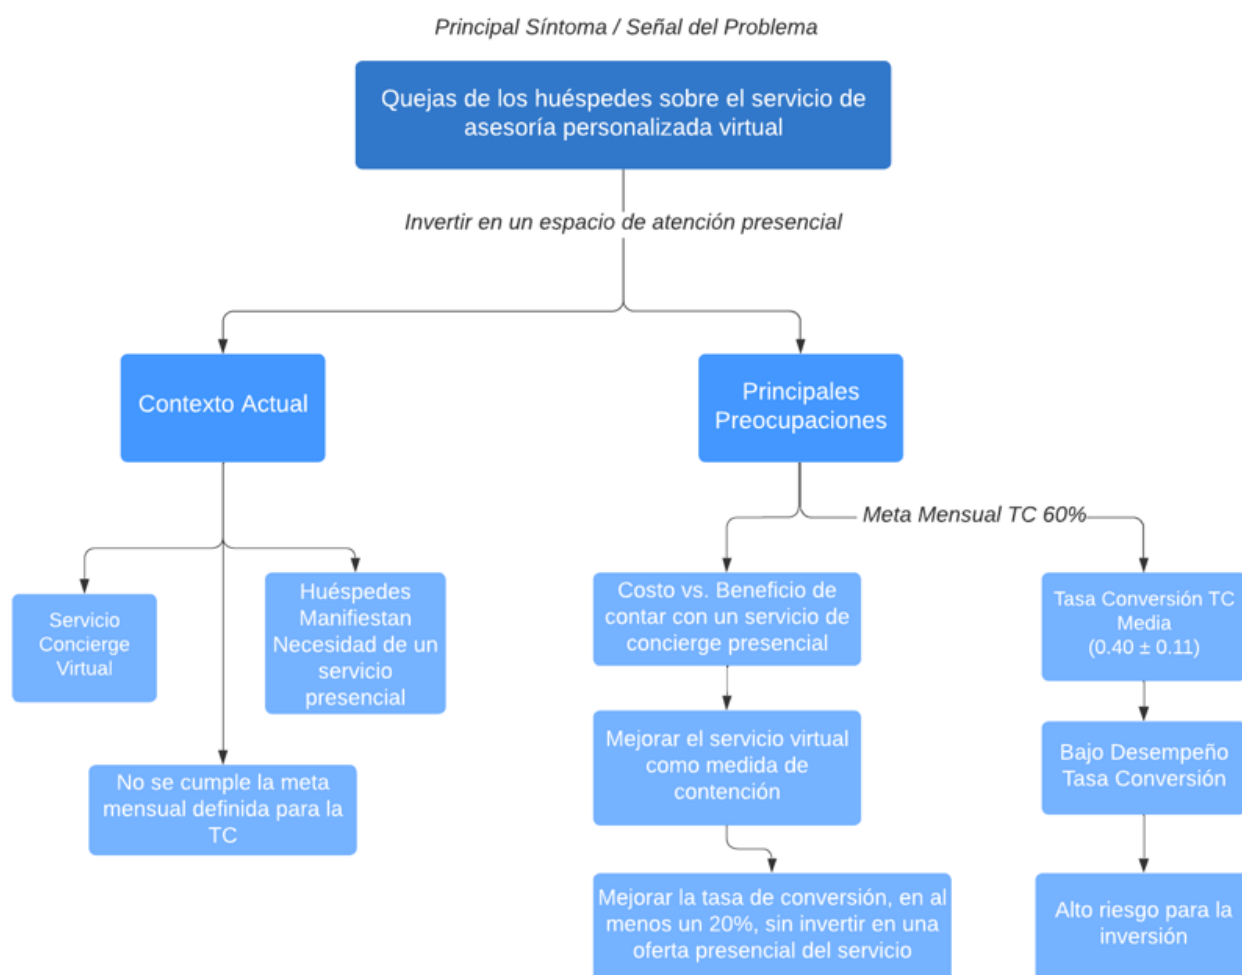 Principal Síntoma / Señal del Problema
Quejas de los huéspedes sobre el servicio de
asesoría personalizada virtual
Invertir en un espacio de atención presencial
Contexto Actual
Principales
Preocupaciones
Meta Mensual TC 60%
Servicio
Concierge
Virtual
Huéspedes
Manifiestan
Necesidad de un
servicio
presencial
No se cumple la meta
mensual definida para la
TC
Costo vs. Beneficio de
contar con un servicio de
concierge presencial
Mejorar el servicio virtual
como medida de
contención
Mejorar la tasa de conversión, en al
menos un 20%, sin invertir en una
oferta presencial del servicio
Tasa Conversión TC
Media
(0.40 ± 0.11)
Bajo Desempeño
Tasa Conversión
Alto riesgo para la
inversión